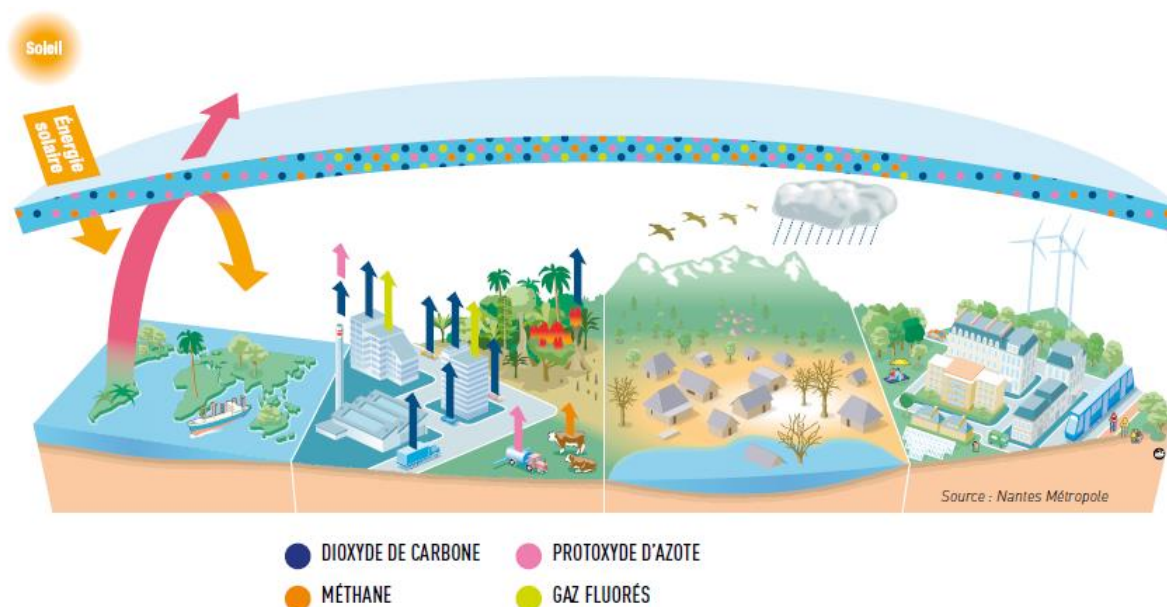 Soleil
Énergie
solaire
Source : Nantes Métropole
DIOXYDE DE CARBONE
PROTOXYDE D'AZOTE
MÉTHANE
GAZ FLUORÉS